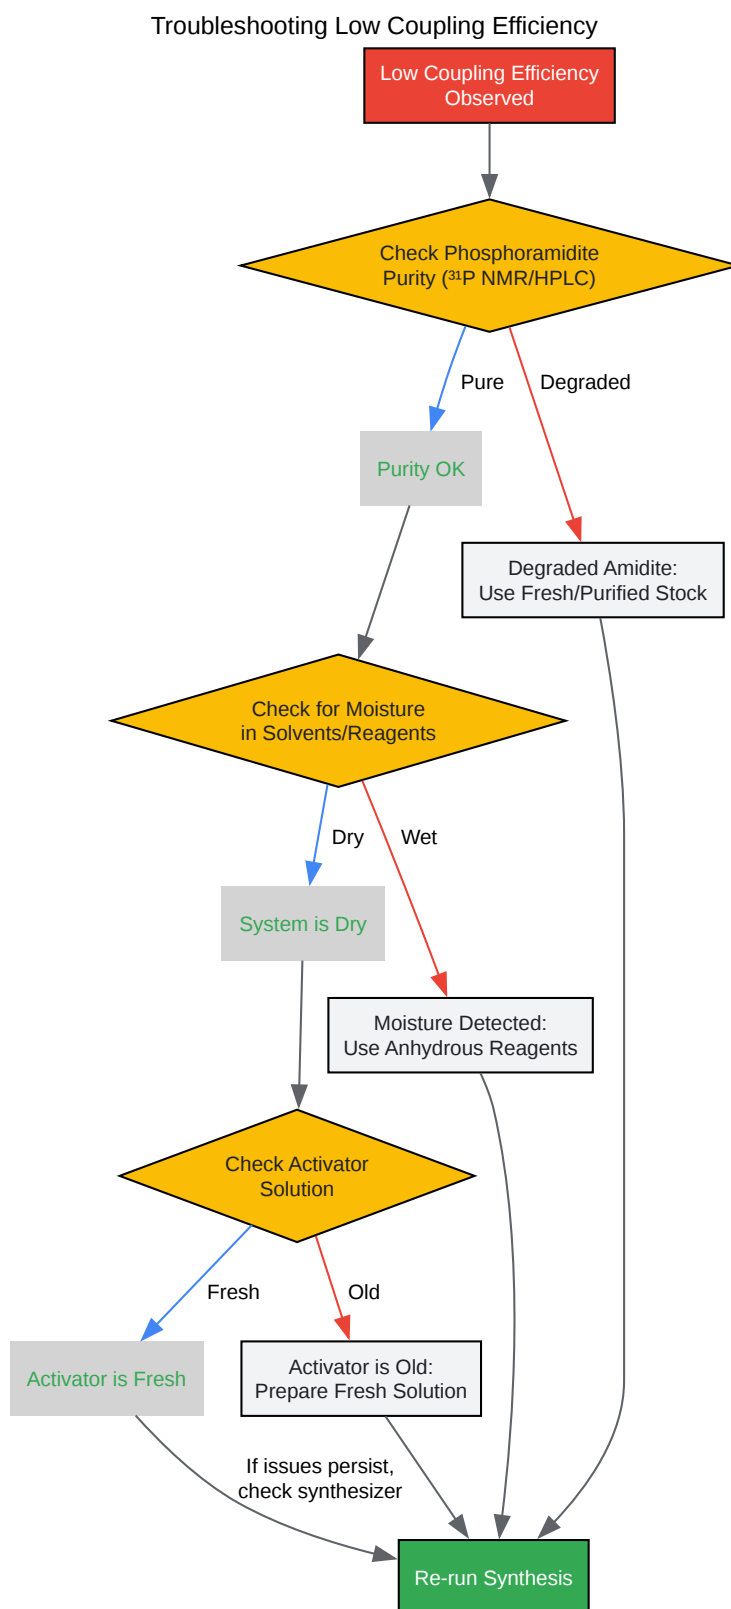 Troubleshooting Low Coupling Efficiency
Low Coupling Efficiency
Observed
Check Phosphoramidite
Purity (³¹P NMR/HPLC)
Pure
Degraded
Purity OK
Degraded Amidite:
Use Fresh/Purified Stock
Check for Moisture
in Solvents/Reagents
Dry
Wet
System is Dry
Moisture Detected:
Use Anhydrous Reagents
Check Activator
Solution
Fresh
Old
Activator is Fresh
Activator is Old:
Prepare Fresh Solution
If issues persist,
check synthesizer
Re-run Synthesis